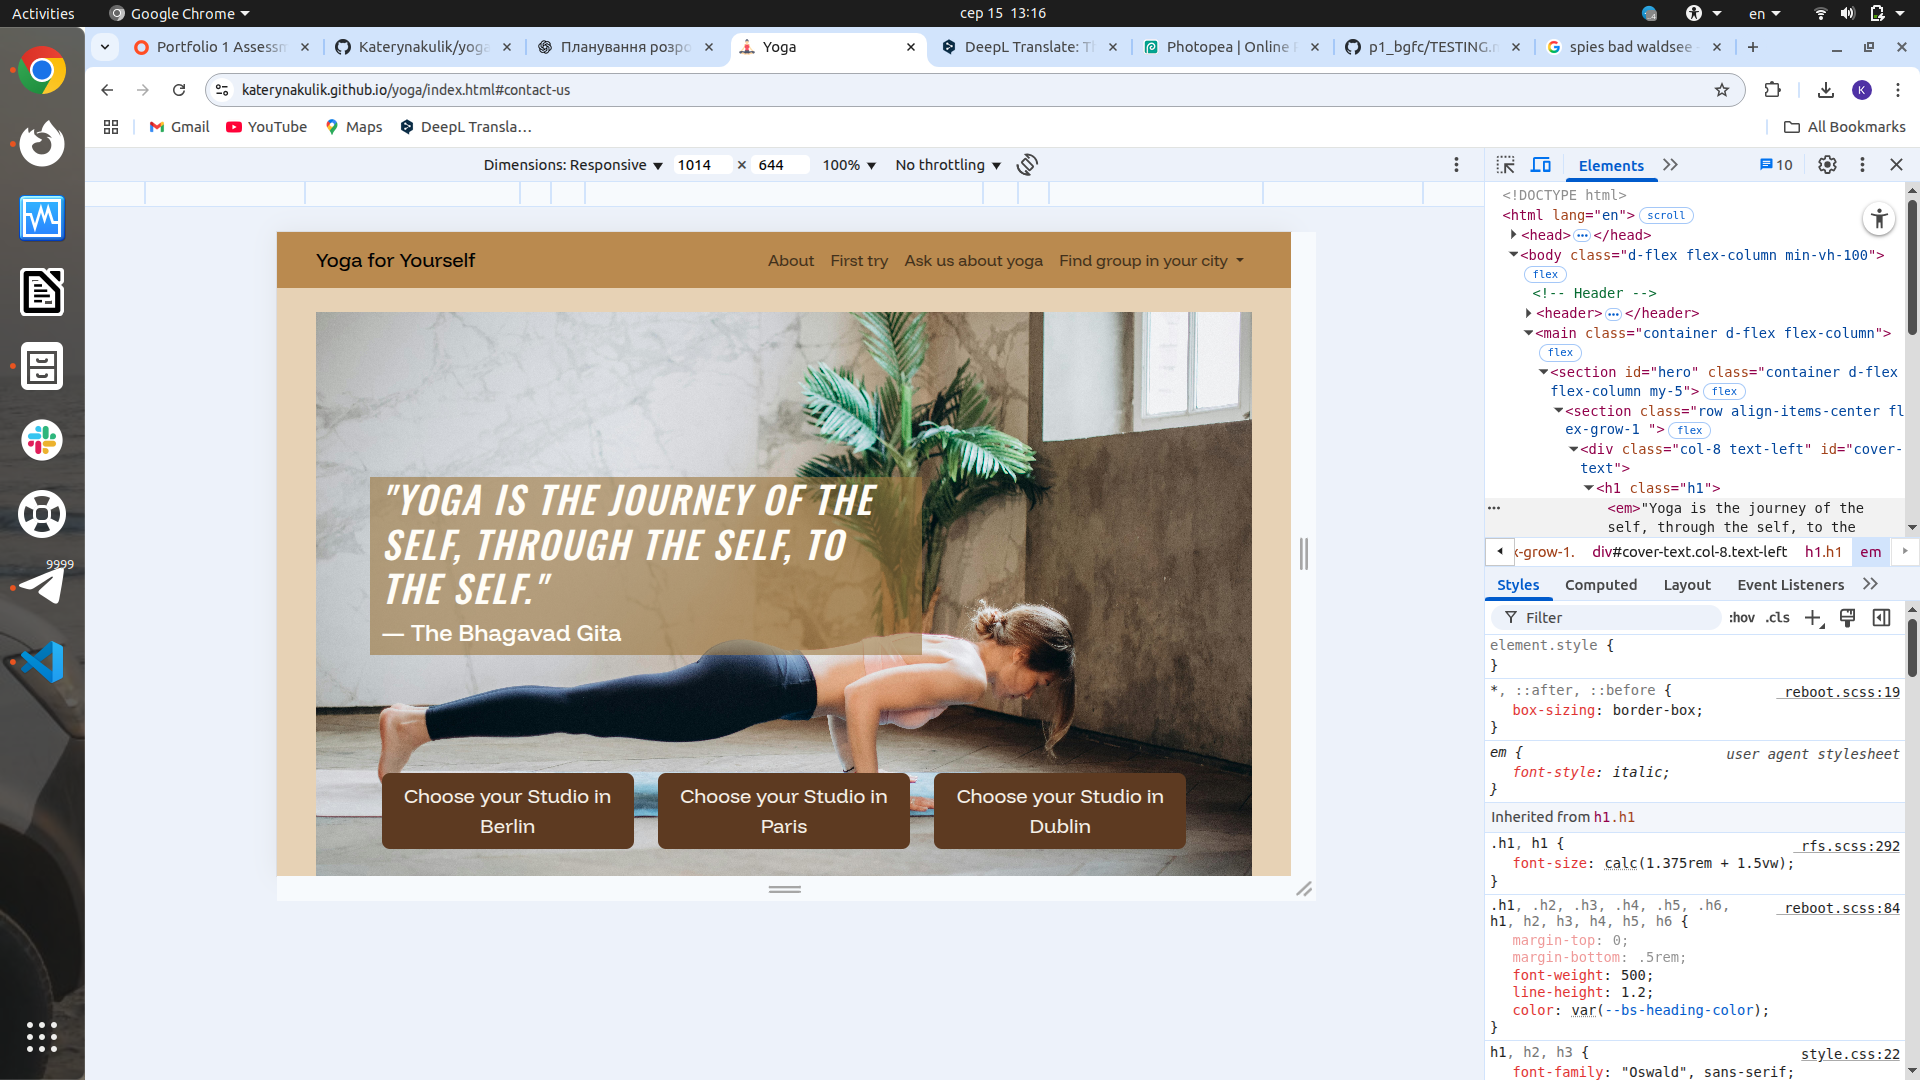 Activities
Google Chrome
сер 15 13:16
en
Portfolio 1 Assessm
Katerynakulik/yoga
Планування розро
Yoga
DeepL Translate: Th
Photopea | Online P
p1_bgfc/TESTING.m
spies bad waldsee -
katerynakulik.github.io/yoga/index.html#contact-us
K
Gmail
YouTube
Maps
DeepL Transla…
All Bookmarks
Dimensions: Responsive
1014 × 644
100%
No throttling
Elements
10
Yoga for Yourself
About
First try
Ask us about yoga
Find group in your city
"YOGA IS THE JOURNEY OF THE
SELF, THROUGH THE SELF, TO
THE SELF."
— The Bhagavad Gita
Choose your Studio in
Berlin
Choose your Studio in
Paris
Choose your Studio in
Dublin
9999
<!DOCTYPE html>
<html lang="en"> scroll
<head> ••• </head>
<body class="d-flex flex-column min-vh-100">
flex
<!-- Header -->
<header> ••• </header>
<main class="container d-flex flex-column">
flex
<section id="hero" class="container d-flex
flex-column my-5"> flex
<section class="row align-items-center fl
ex-grow-1 "> flex
<div class="col-8 text-left" id="cover-
text">
<h1 class="h1">
<em>"Yoga is the journey of the
self, through the self, to the
x-grow-1.
div#cover-text.col-8.text-left
h1.h1
em
Styles
Computed
Layout
Event Listeners
Filter
:hov
.cls
element.style {
}
*, ::after, ::before {
_reboot.scss:19
box-sizing: border-box;
}
em {
user agent stylesheet
font-style: italic;
}
Inherited from h1.h1
.h1, h1 {
_rfs.scss:292
font-size: calc(1.375rem + 1.5vw);
}
.h1, .h2, .h3, .h4, .h5, .h6,
_reboot.scss:84
h1, h2, h3, h4, h5, h6 {
margin-top: 0;
margin-bottom: .5rem;
font-weight: 500;
line-height: 1.2;
color: var(--bs-heading-color);
}
h1, h2, h3 {
style.css:22
font-family: "Oswald", sans-serif;